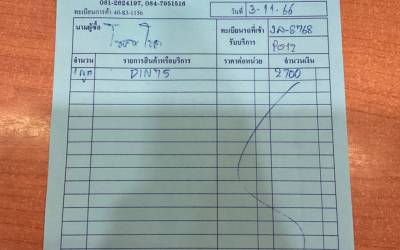 081-2624197, 084-7951516
ทะเบียนการค้า 40-83-1156
วันที่ 3-11-66
นามผู้ซื้อ
ทะเบียนรถที่เข้ารับบริการ
จำนวน รายการสินค้าหรือบริการ ราคาต่อหน่วย จำนวนเงิน
1 ลูก DIN75 2700